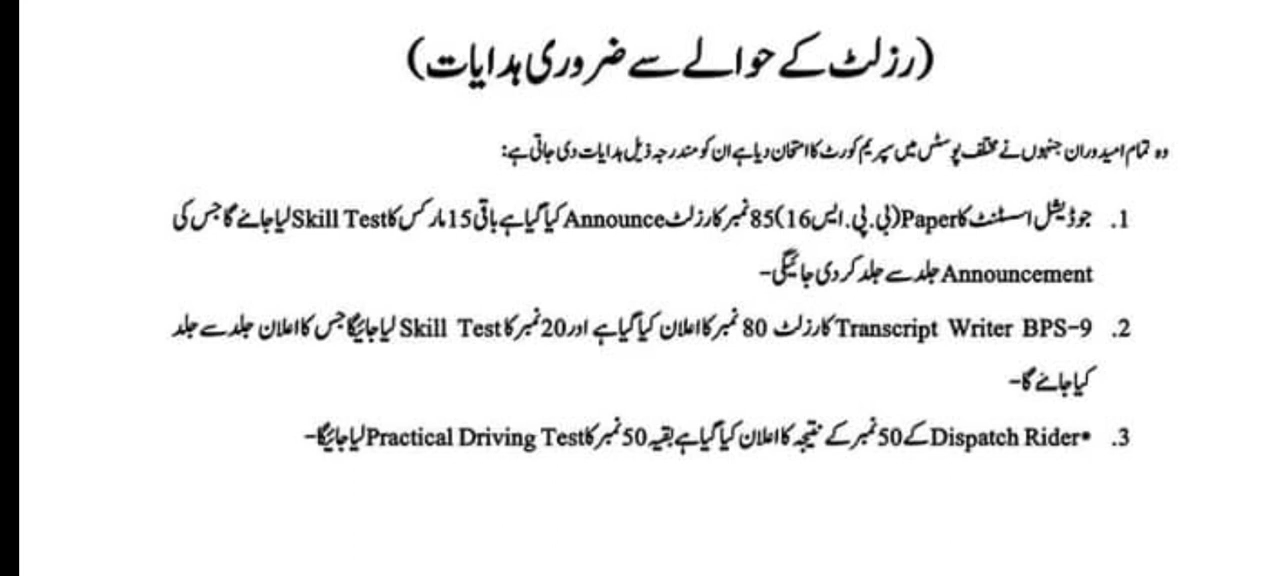 (رزلٹ کے حوالے سے ضروری ہدایات)
وہ تمام امیدوران جنہوں نے مختلف پوسٹس میں سپریم کورٹ کا امتحان دیا ہے ان کو مندرجہ ذیل ہدایات دی جاتی ہے:
1. جوڈیشل اسسٹنٹ کا Paper(بی.پی.ایس16)85 نمبر کا رزلٹ Announce کیا گیا ہے باقی 15 مارکس کا Skill Test لیا جائے گا جس کی
Announcement جلد سے جلد کر دی جائیگی-
2. Transcript Writer BPS-9 کا رزلٹ 80 نمبر کا اعلان کیا گیا ہے اور 20 نمبر کا Skill Test لیا جائیگا جس کا اعلان جلد سے جلد
کیا جائے گا-
3. •Dispatch Rider کے 50 نمبر کے نتیجہ کا اعلان کیا گیا ہے بقیہ 50 نمبر کا Practical Driving Test لیا جائیگا-